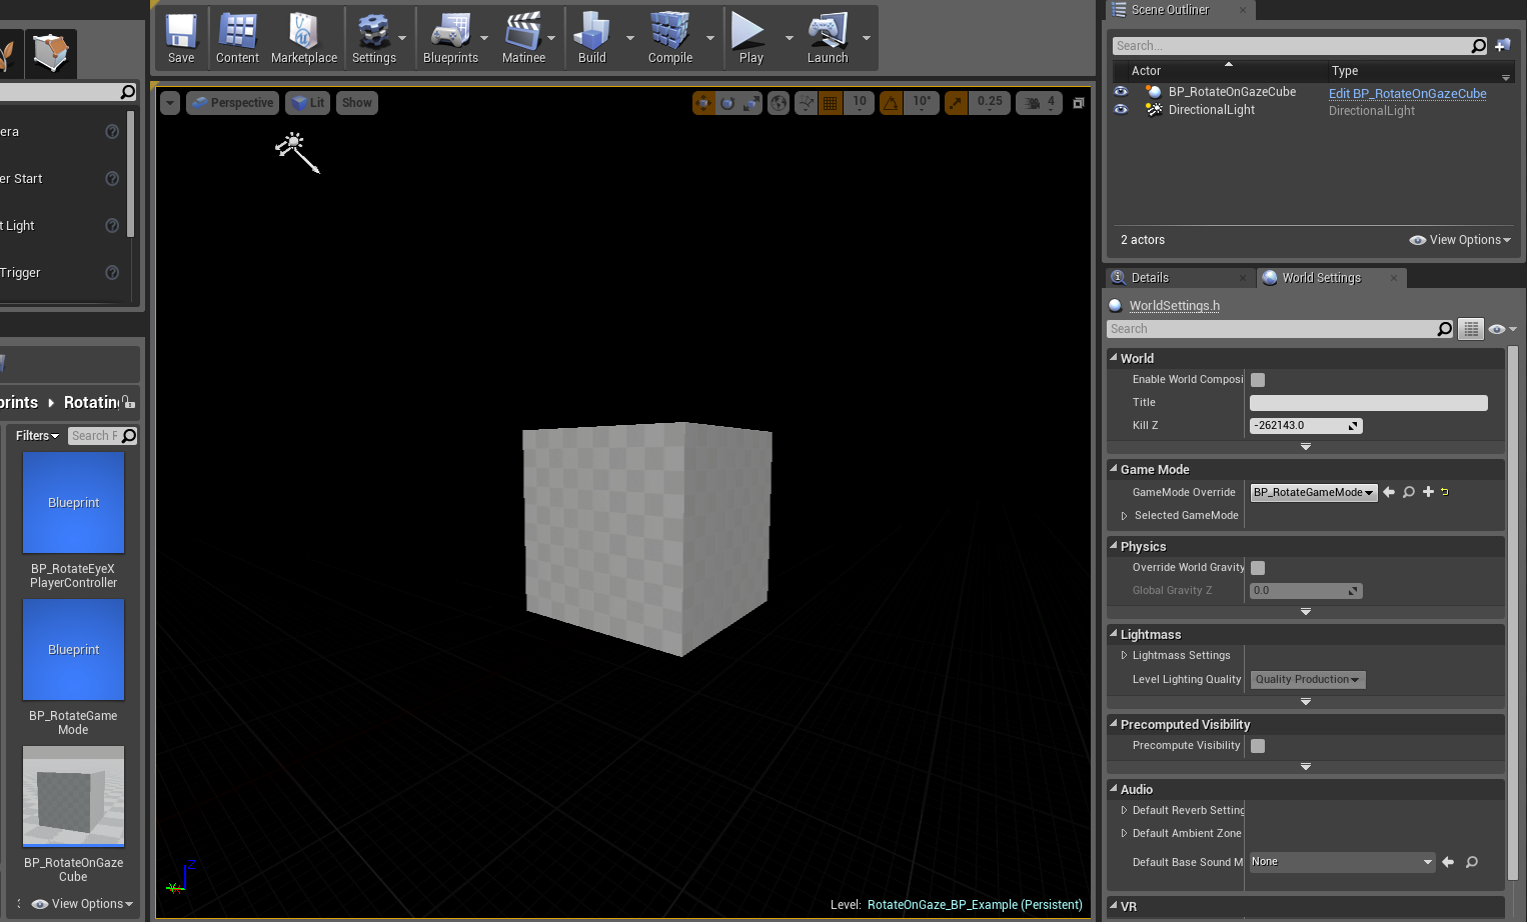 Save
Content
Marketplace
Settings
Blueprints
Matinee
Build
Compile
Play
Launch
era
er Start
t Light
Trigger
prints
Rotating
Filters
Search F
Blueprint
BP_RotateEyeX
PlayerController
Blueprint
BP_RotateGame
Mode
BP_RotateOnGaze
Cube
View Options
Perspective
Lit
Show
10
10°
0.25
4
Z
Level: RotateOnGaze_BP_Example (Persistent)
Scene Outliner
Search...
Actor
Type
BP_RotateOnGazeCube
Edit BP_RotateOnGazeCube
DirectionalLight
DirectionalLight
2 actors
View Options
Details
World Settings
WorldSettings.h
Search
World
Enable World Composi
Title
Kill Z
-262143.0
Game Mode
GameMode Override
BP_RotateGameMode
Selected GameMode
Physics
Override World Gravity
Global Gravity Z
0.0
Lightmass
Lightmass Settings
Level Lighting Quality
Quality Production
Precomputed Visibility
Precompute Visibility
Audio
Default Reverb Setting
Default Ambient Zone
Default Base Sound M
None
VR